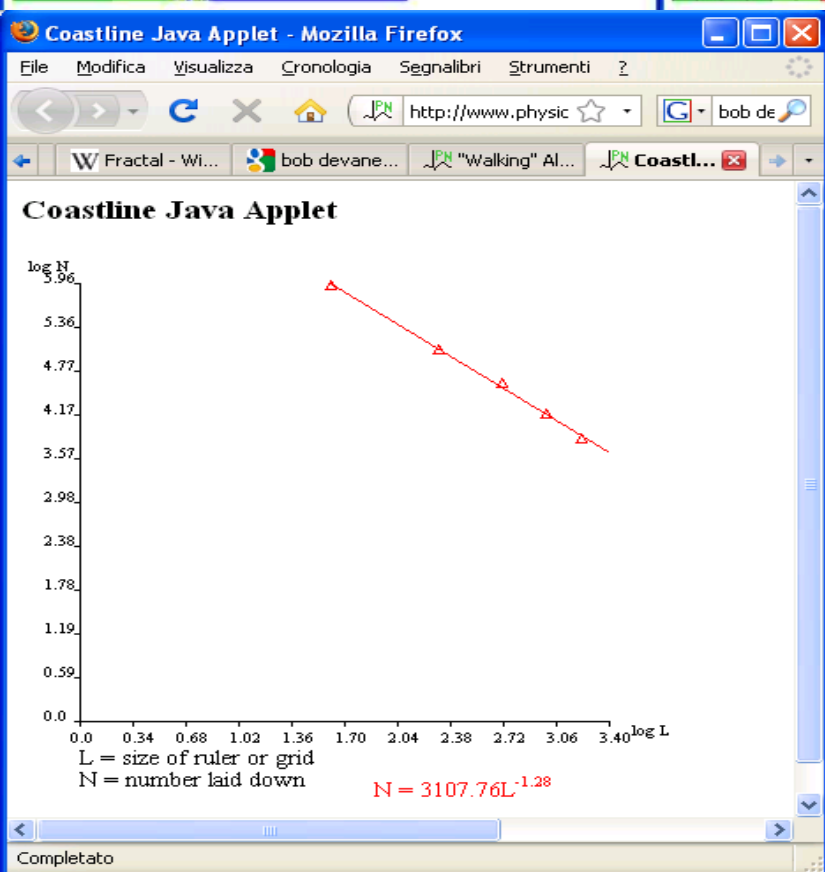 Coastline Java Applet - Mozilla Firefox
File Modifica Visualizza Cronologia Segnalibri Strumenti ?
http://www.physic G bob de
W Fractal - Wi... bob devane... "Walking" Al... Coastl...
Coastline Java Applet
log N
5.96
5.36
4.77
4.17
3.57
2.98
2.38
1.78
1.19
0.59
0.0
0.0 0.34 0.68 1.02 1.36 1.70 2.04 2.38 2.72 3.06 3.40 log L
L = size of ruler or grid
N = number laid down
N = 3107.76L^-1.28
Completato